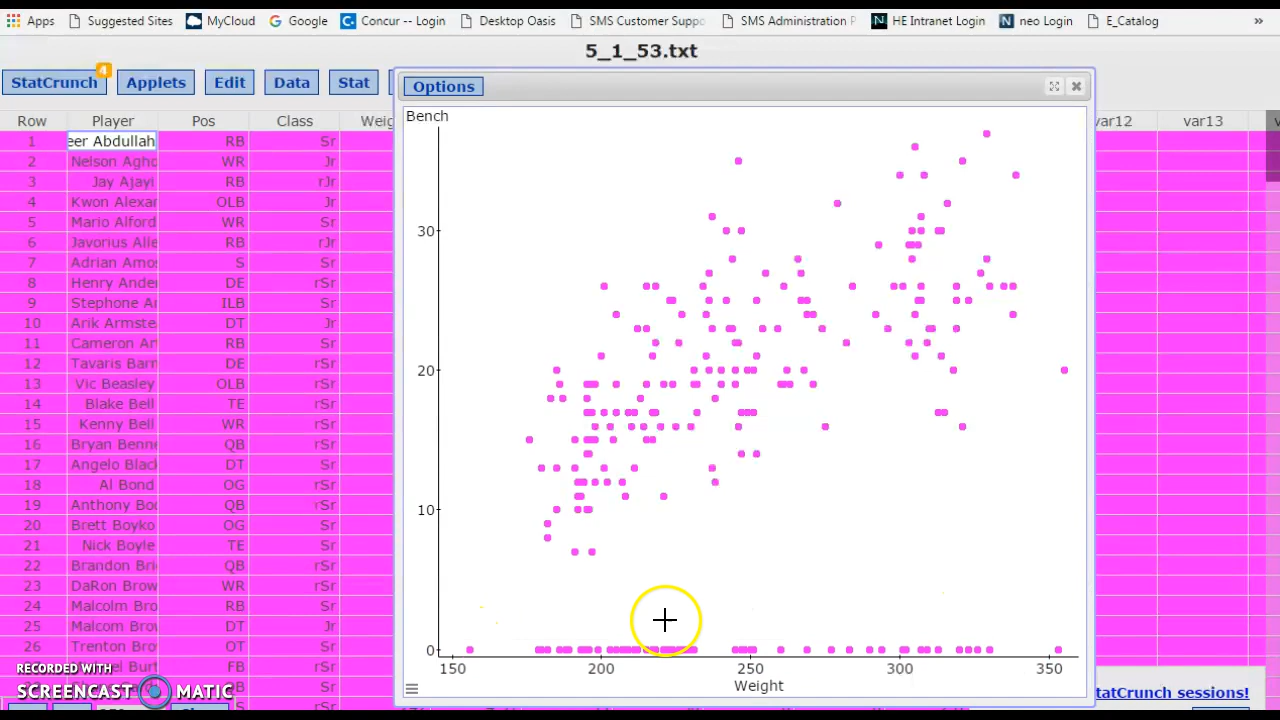 Apps Suggested Sites MyCloud Google Concur -- Login Desktop Oasis SMS Customer Suppo SMS Administration P HE Intranet Login neo Login E_Catalog »
5_1_53.txt
StatCrunch 4 Applets Edit Data Stat
Options
Row Player Pos Class Weig var12 var13
1 eer Abdullah RB Sr
2 Nelson Agho WR Jr
3 Jay Ajayi RB rJr
4 Kwon Alexar OLB Jr
5 Mario Alford WR Sr
6 Javorius Alle RB rJr
7 Adrian Amos S Sr
8 Henry Ander DE rSr
9 Stephone Ar ILB Sr
10 Arik Armste DT Jr
11 Cameron Art RB Sr
12 Tavaris Barn DE rSr
13 Vic Beasley OLB rSr
14 Blake Bell TE rSr
15 Kenny Bell WR rSr
16 Bryan Benne QB rSr
17 Angelo Black DT Sr
18 Al Bond OG rSr
19 Anthony Boo QB rSr
20 Brett Boyko OG Sr
21 Nick Boyle TE Sr
22 Brandon Brid QB rSr
23 DaRon Brow WR rSr
24 Malcolm Bro RB Sr
25 Malcom Brow DT Jr
26 Trenton Bro OT Sr
Burt FB rSr
Sr
Bench
30
20
10
0
150 200 250 300 350
Weight
RECORDED WITH
SCREENCAST MATIC
tatCrunch sessions!